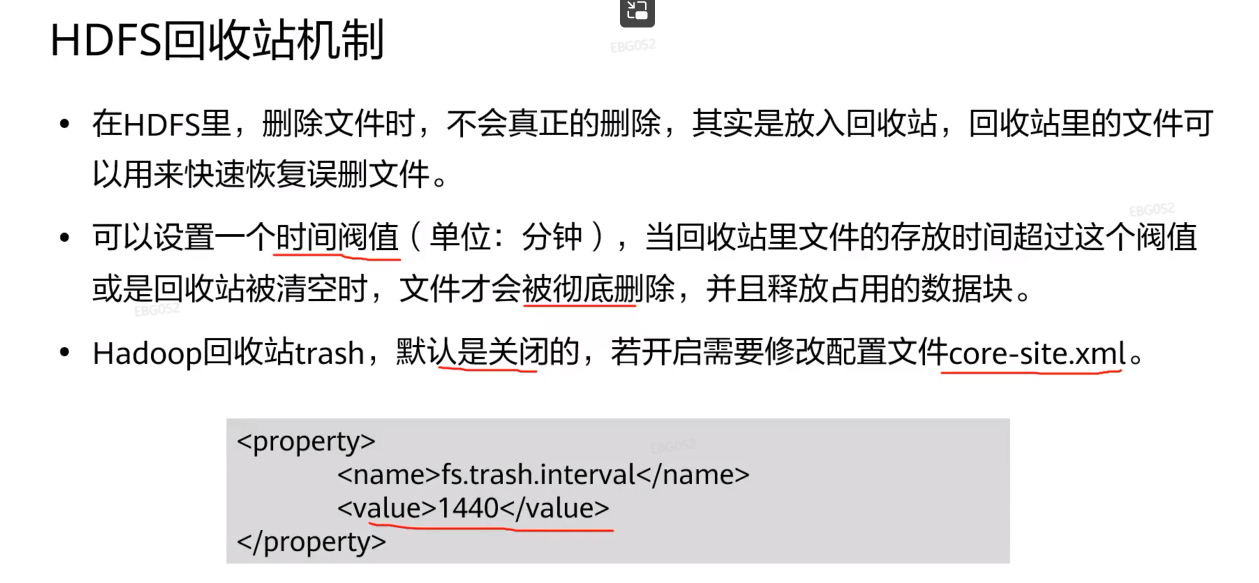 HDFS回收站机制
EBG052
• 在HDFS里，删除文件时，不会真正的删除，其实是放入回收站，回收站里的文件可
以用来快速恢复误删文件。
EBG052
• 可以设置一个时间阀值（单位：分钟），当回收站里文件的存放时间超过这个阀值
或是回收站被清空时，文件才会被彻底删除，并且释放占用的数据块。
EBG052
• Hadoop回收站trash，默认是关闭的，若开启需要修改配置文件core-site.xml。
<property>
EBG052
<name>fs.trash.interval</name>
<value>1440</value>
</property>